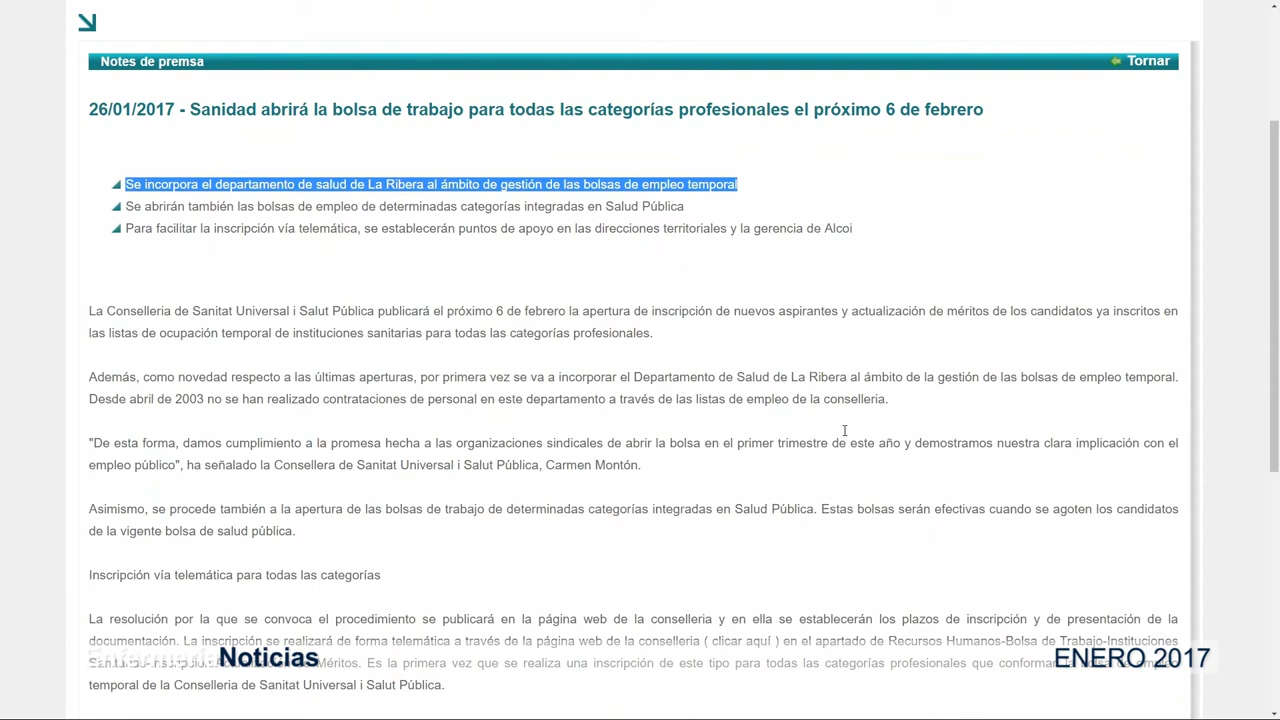 Notes de premsa
Tornar
26/01/2017 - Sanidad abrirá la bolsa de trabajo para todas las categorías profesionales el próximo 6 de febrero
Se incorpora el departamento de salud de La Ribera al ámbito de gestión de las bolsas de empleo temporal
Se abrirán también las bolsas de empleo de determinadas categorías integradas en Salud Pública
Para facilitar la inscripción vía telemática, se establecerán puntos de apoyo en las direcciones territoriales y la gerencia de Alcoi
La Conselleria de Sanitat Universal i Salut Pública publicará el próximo 6 de febrero la apertura de inscripción de nuevos aspirantes y actualización de méritos de los candidatos ya inscritos en
las listas de ocupación temporal de instituciones sanitarias para todas las categorías profesionales.
Además, como novedad respecto a las últimas aperturas, por primera vez se va a incorporar el Departamento de Salud de La Ribera al ámbito de la gestión de las bolsas de empleo temporal.
Desde abril de 2003 no se han realizado contrataciones de personal en este departamento a través de las listas de empleo de la conselleria.
"De esta forma, damos cumplimiento a la promesa hecha a las organizaciones sindicales de abrir la bolsa en el primer trimestre de este año y demostramos nuestra clara implicación con el
empleo público", ha señalado la Consellera de Sanitat Universal i Salut Pública, Carmen Montón.
Asimismo, se procede también a la apertura de las bolsas de trabajo de determinadas categorías integradas en Salud Pública. Estas bolsas serán efectivas cuando se agoten los candidatos
de la vigente bolsa de salud pública.
Inscripción vía telemática para todas las categorías
La resolución por la que se convoca el procedimiento se publicará en la página web de la conselleria y en ella se establecerán los plazos de inscripción y de presentación de la
documentación. La inscripción se realizará de forma telemática a través de la página web de la conselleria ( clicar aquí ) en el apartado de Recursos Humanos-Bolsa de Trabajo-Instituciones
Méritos. Es la primera vez que se realiza una inscripción de este tipo para todas las categorías profesionales que conforman la bolsa de empleo
temporal de la Conselleria de Sanitat Universal i Salut Pública.
Enfermería Noticias
ENERO 2017